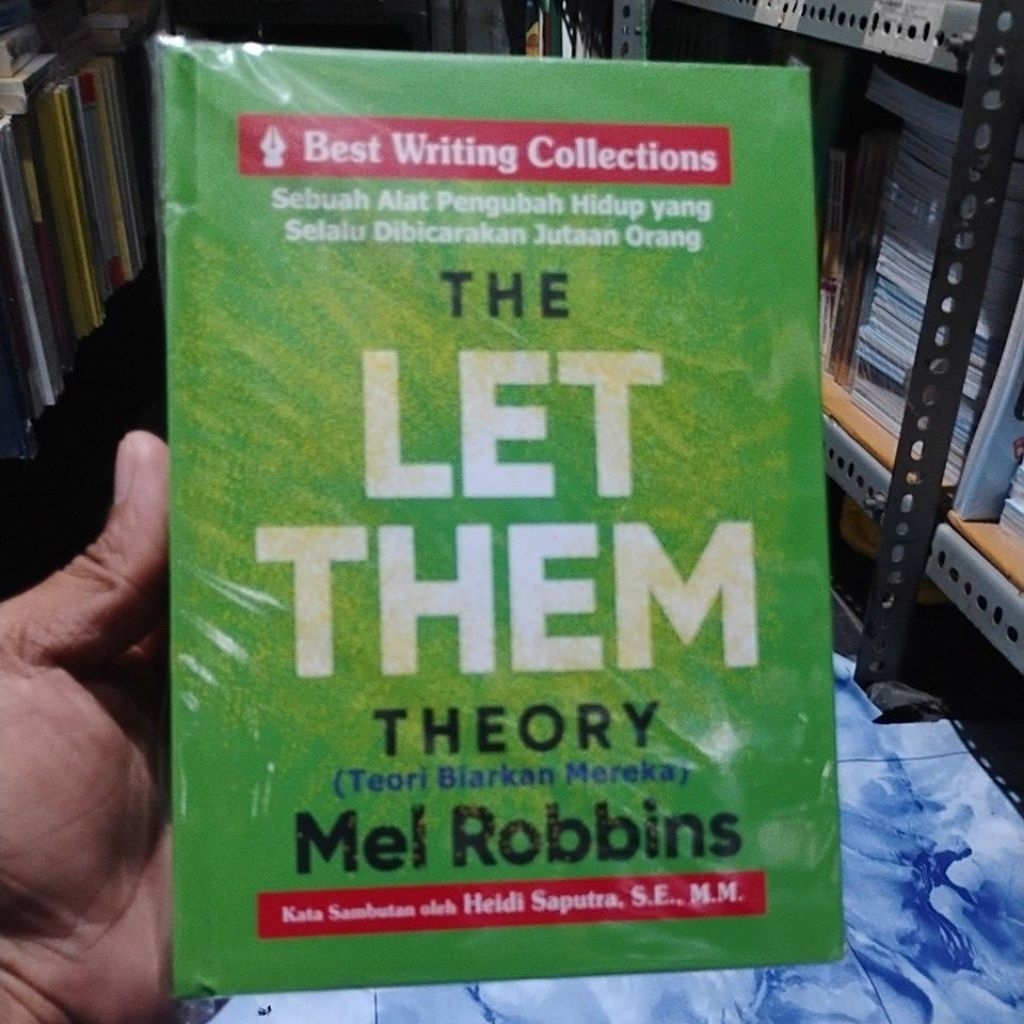 Best Writing Collections
Sebuah Alat Pengubah Hidup yang
Selalu Dibicarakan Jutaan Orang
THE
LET
THEM
THEORY
(Teori Biarkan Mereka)
Mel Robbins
Kata Sambutan oleh Heidi Saputra, S.E., M.M.